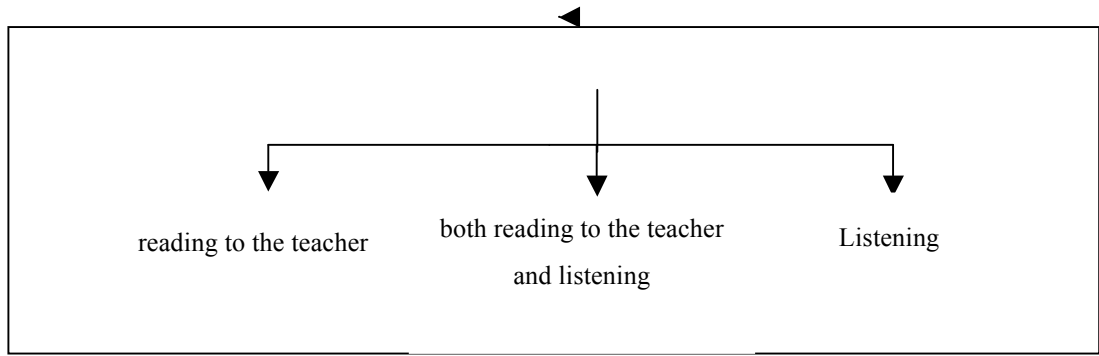 reading to the teacher
both reading to the teacher
and listening
Listening